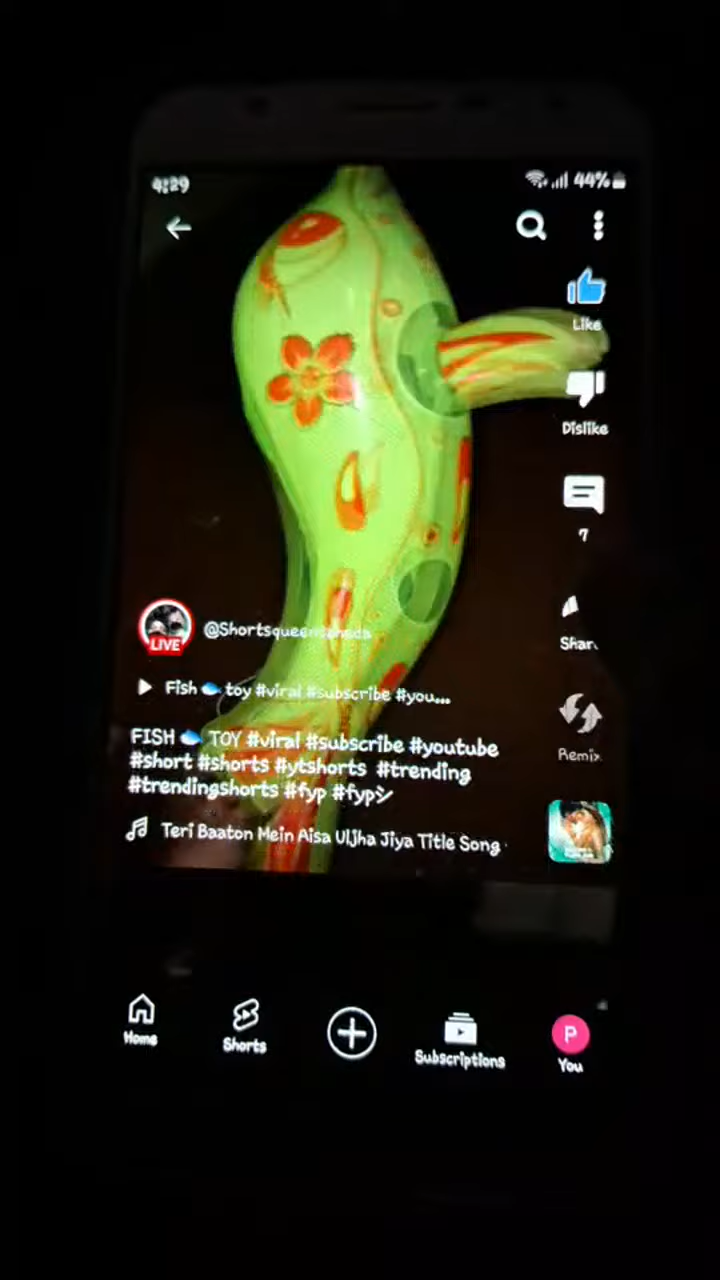 4:29
44%
Like
Dislike
7
LIVE
Fish 🐟 toy #viral #subscribe #you...
Shar
FISH 🐟 TOY #viral #subscribe #youtube
#short #shorts #ytshorts #trending
#trendingshorts #fyp #fypシ
Remix
Teri Baaton Mein Aisa Uljha Jiya Title Song
Home
Shorts
Subscriptions
P
You